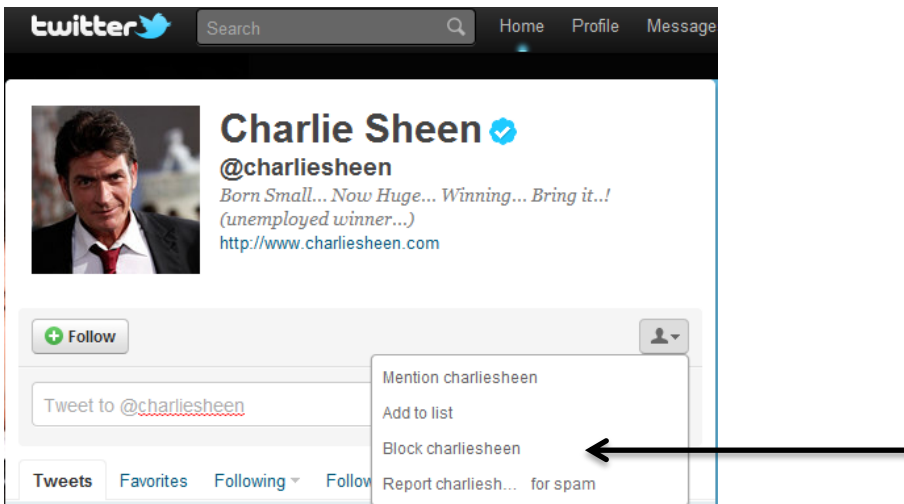 twitter Search Home Profile Message
Charlie Sheen
@charliesheen
Born Small... Now Huge... Winning... Bring it..!
(unemployed winner...)
http://www.charliesheen.com
Follow
Mention charliesheen
Tweet to @charliesheen
Add to list
Block charliesheen
Tweets Favorites Following Follow
Report charliesh... for spam